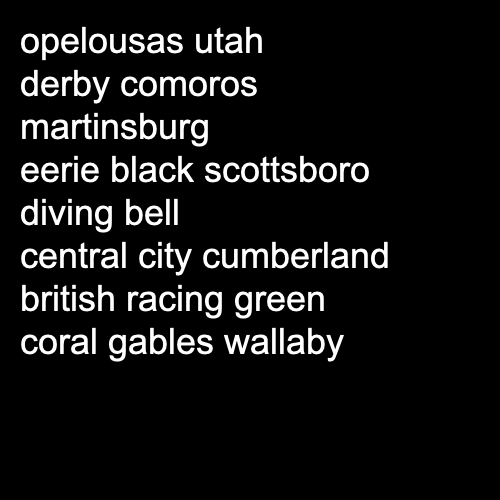 opelousas utah
derby comoros
martinsburg
eerie black scottsboro
diving bell
central city cumberland
british racing green
coral gables wallaby